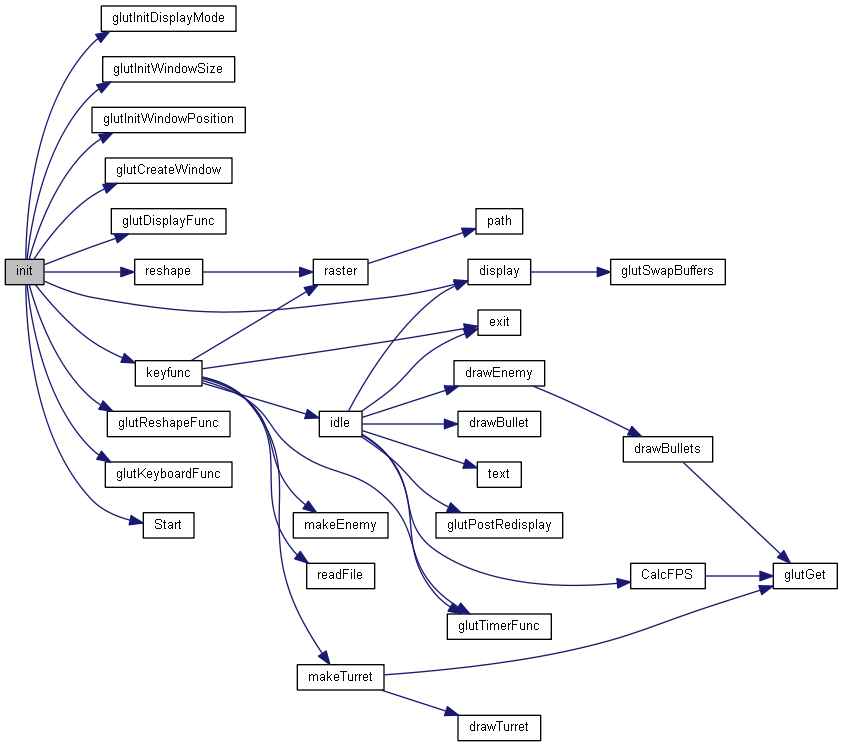 glutInitDisplayMode
glutInitWindowSize
glutInitWindowPosition
glutCreateWindow
glutDisplayFunc
path
init
reshape
raster
display
glutSwapBuffers
exit
keyfunc
drawEnemy
glutReshapeFunc
idle
drawBullet
drawBullets
glutKeyboardFunc
text
Start
makeEnemy
glutPostRedisplay
readFile
CalcFPS
glutGet
glutTimerFunc
makeTurret
drawTurret